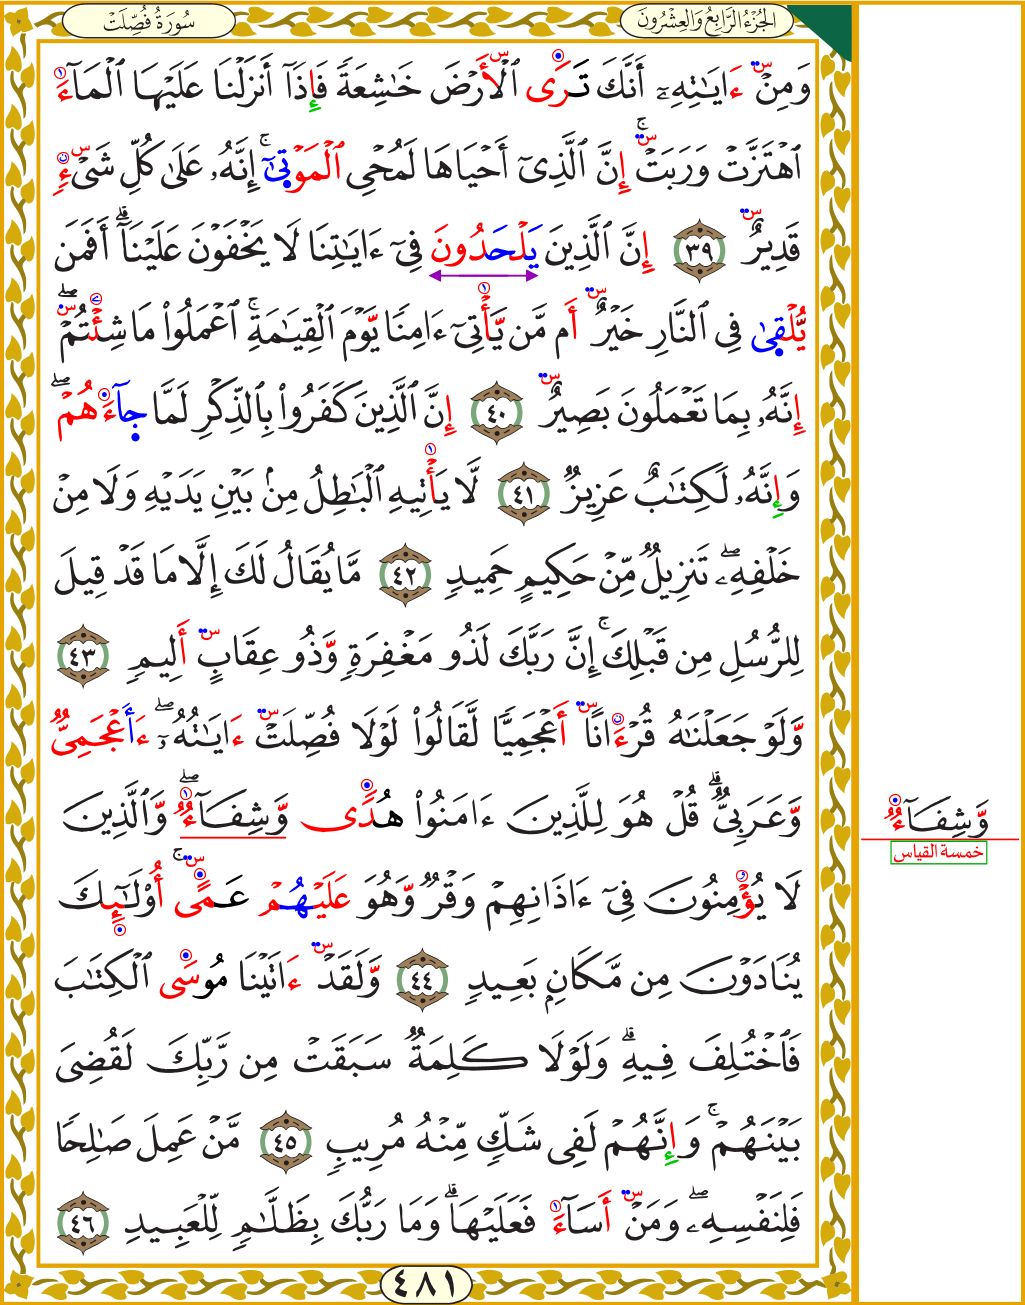 الجُزْءُ الرَّابِعُ وَالعِشْرُونَ
سُورَةُ فُصِّلَتْ
وَمِنْ ءَايَٰتِهِۦٓ أَنَّكَ تَرَى ٱلْأَرْضَ خَٰشِعَةً فَإِذَآ أَنزَلْنَا عَلَيْهَا ٱلْمَآءَ
ٱهْتَزَّتْ وَرَبَتْ ۚ إِنَّ ٱلَّذِىٓ أَحْيَاهَا لَمُحْىِ ٱلْمَوْتَىٰٓ ۚ إِنَّهُۥ عَلَىٰ كُلِّ شَىْءٍ
قَدِيرٌ ٣٩ إِنَّ ٱلَّذِينَ يَلْحَدُونَ فِىٓ ءَايَٰتِنَا لَا يَخْفَوْنَ عَلَيْنَآ ۗ أَفَمَن
يُّلْقَىٰ فِى ٱلنَّارِ خَيْرٌ أَم مَّن يَّأْتِىٓ ءَامِنًا يَّوْمَ ٱلْقِيَٰمَةِ ۚ ٱعْمَلُوا۟ مَا شِئْتُمْ ۖ
إِنَّهُۥ بِمَا تَعْمَلُونَ بَصِيرٌ ٤٠ إِنَّ ٱلَّذِينَ كَفَرُوا۟ بِٱلذِّكْرِ لَمَّا جَآءَهُمْ ۖ
وَإِنَّهُۥ لَكِتَٰبٌ عَزِيزٌ ٤١ لَّا يَأْتِيهِ ٱلْبَٰطِلُ مِنۢ بَيْنِ يَدَيْهِ وَلَا مِنْ
خَلْفِهِۦ ۖ تَنزِيلٌ مِّنْ حَكِيمٍ حَمِيدٍ ٤٢ مَّا يُقَالُ لَكَ إِلَّا مَا قَدْ قِيلَ
لِلرُّسُلِ مِن قَبْلِكَ ۚ إِنَّ رَبَّكَ لَذُو مَغْفِرَةٍ وَّذُو عِقَابٍ أَلِيمٍ ٤٣
وَّلَوْ جَعَلْنَٰهُ قُرْءَانًا أَعْجَمِيًّا لَّقَالُوا۟ لَوْلَا فُصِّلَتْ ءَايَٰتُهُۥٓ ۖ ءَأَعْجَمِىٌّ
وَّعَرَبِىٌّ ۗ قُلْ هُوَ لِلَّذِينَ ءَامَنُوا۟ هُدًى وَّشِفَآءٌ ۖ وَّٱلَّذِينَ
لَا يُؤْمِنُونَ فِىٓ ءَاذَانِهِمْ وَقْرٌ وَّهُوَ عَلَيْهُمْ عَمًى ۚ أُو۟لَٰٓئِكَ
يُنَادَوْنَ مِن مَّكَانٍۭ بَعِيدٍ ٤٤ وَّلَقَدْ ءَاتَيْنَا مُوسَى ٱلْكِتَٰبَ
فَٱخْتُلِفَ فِيهِ ۗ وَلَوْلَا كَلِمَةٌ سَبَقَتْ مِن رَّبِّكَ لَقُضِىَ
بَيْنَهُمْ ۚ وَإِنَّهُمْ لَفِى شَكٍّ مِّنْهُ مُرِيبٍ ٤٥ مَّنْ عَمِلَ صَٰلِحًا
فَلِنَفْسِهِۦ ۖ وَمَنْ أَسَآءَ فَعَلَيْهَا ۗ وَمَا رَبُّكَ بِظَلَّٰمٍ لِّلْعَبِيدِ ٤٦
وَّشِفَآءٌ
خمسة القياس
٤٨١